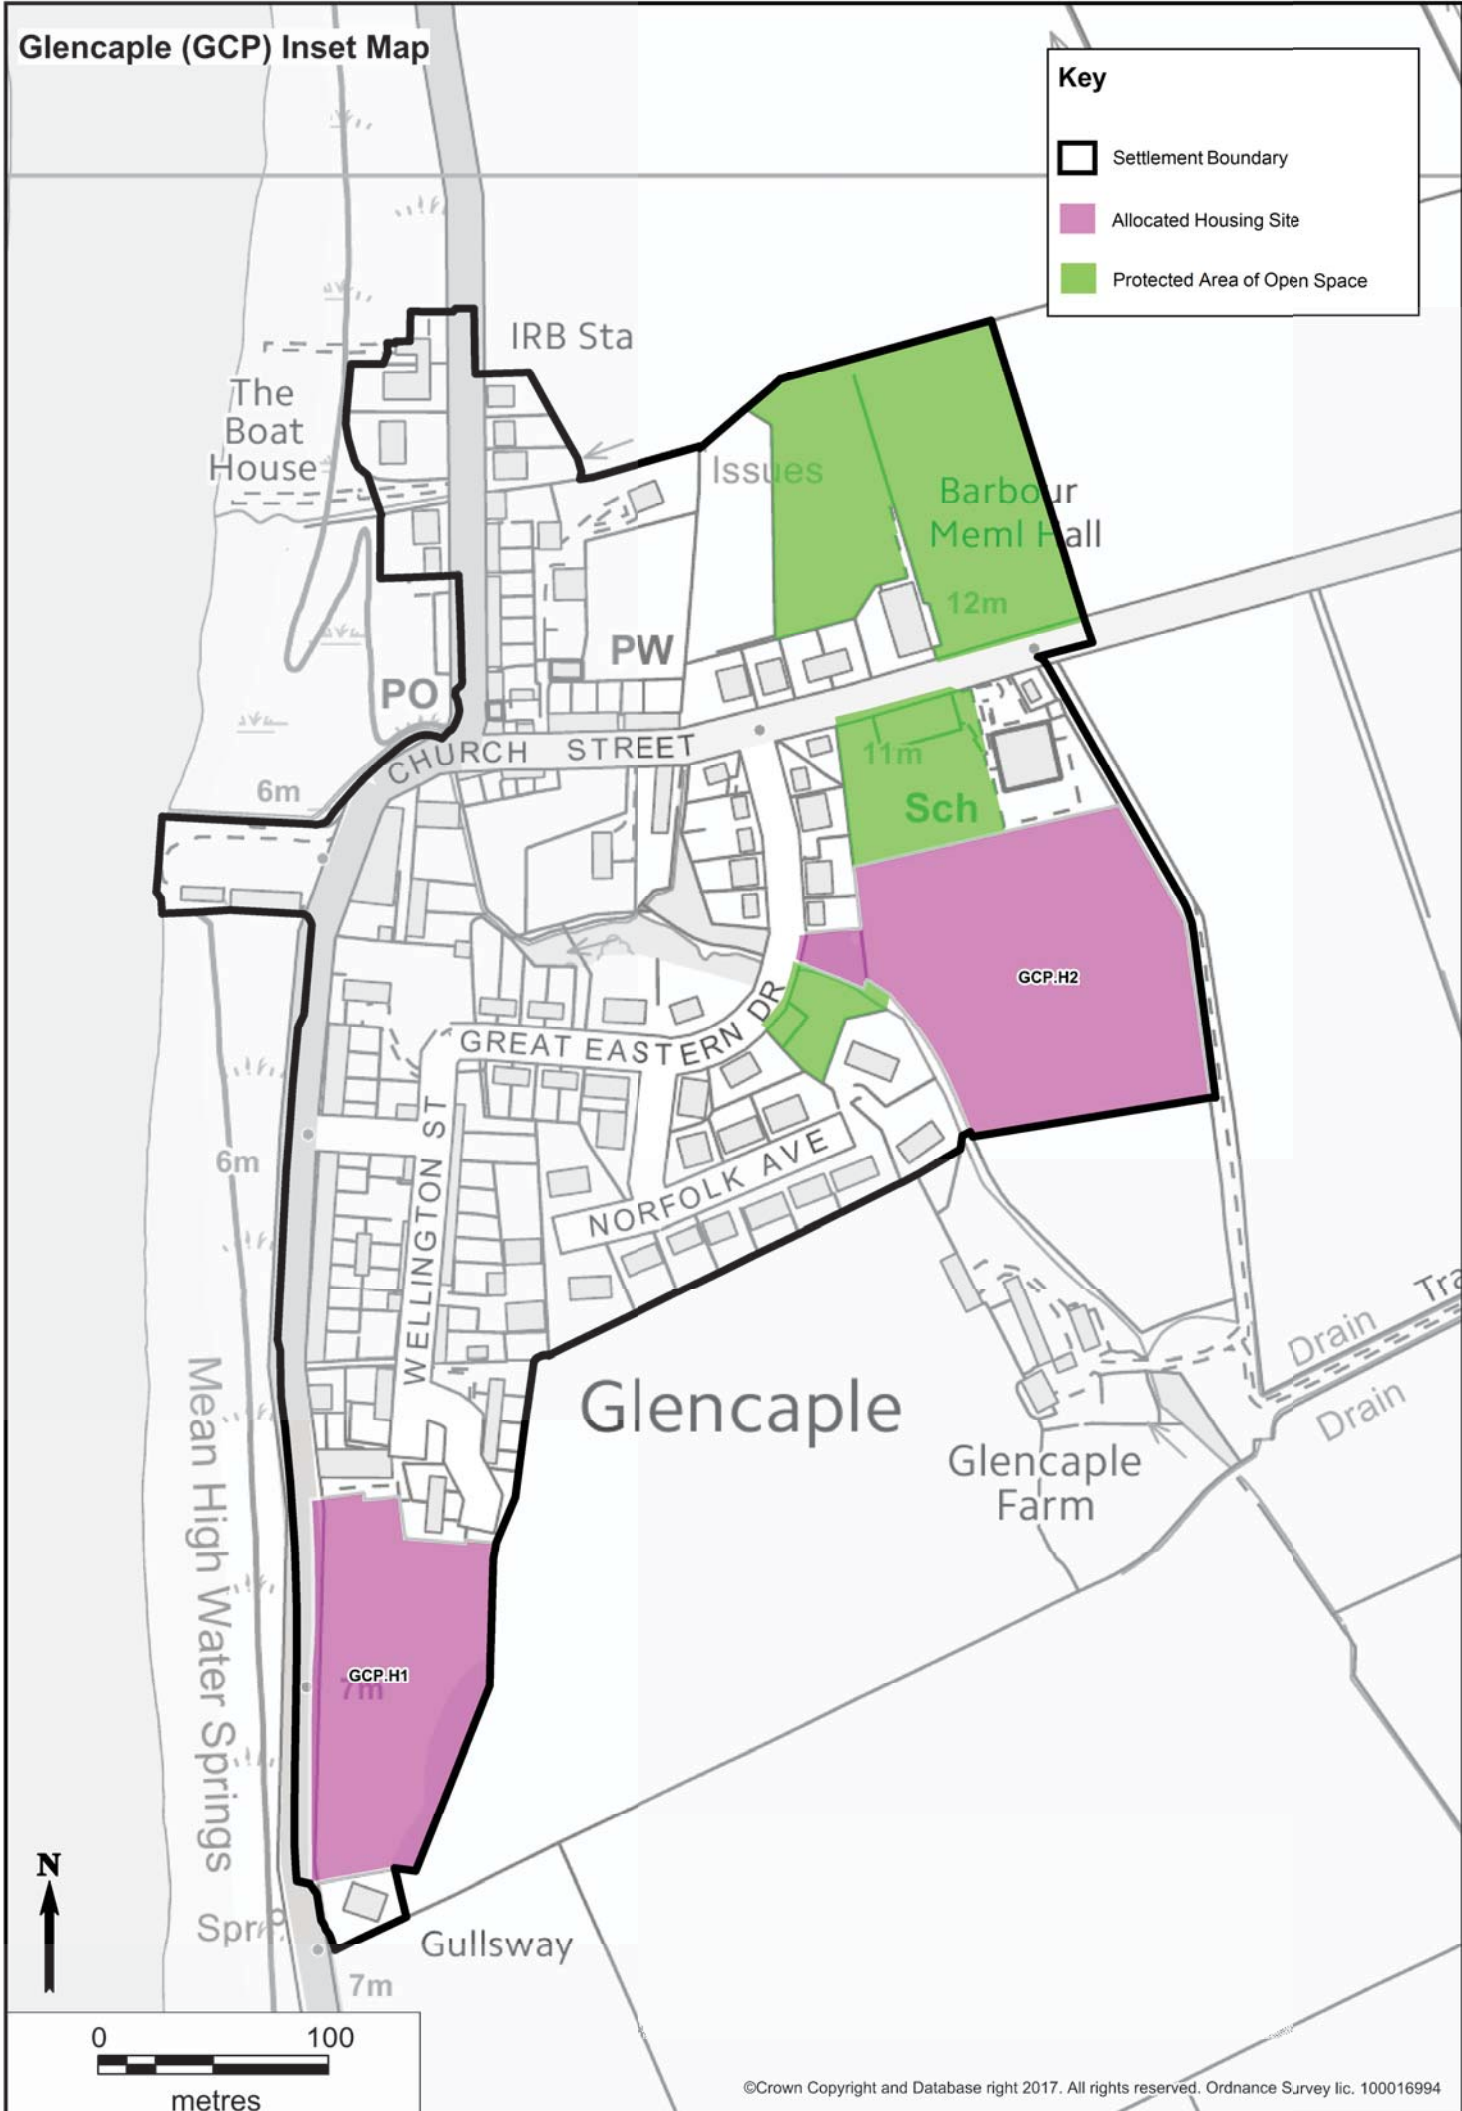 Glencaple (GCP) Inset Map
Key
Settlement Boundary
Allocated Housing Site
Protected Area of Open Space
IRB Sta
The
Boat
House
Issues
Barbour
Meml Hall
12m
PW
PO
CHURCH STREET
11m
Sch
6m
GCP.H2
GREAT EASTERN DR
6m
WELLINGTON ST
NORFOLK AVE
Tra
Drain
Drain
Glencaple
Glencaple
Farm
Mean High Water Springs
GCP.H1
7m
N
Spr
Gullsway
7m
0 100
metres
©Crown Copyright and Database right 2017. All rights reserved. Ordnance Survey lic. 100016994